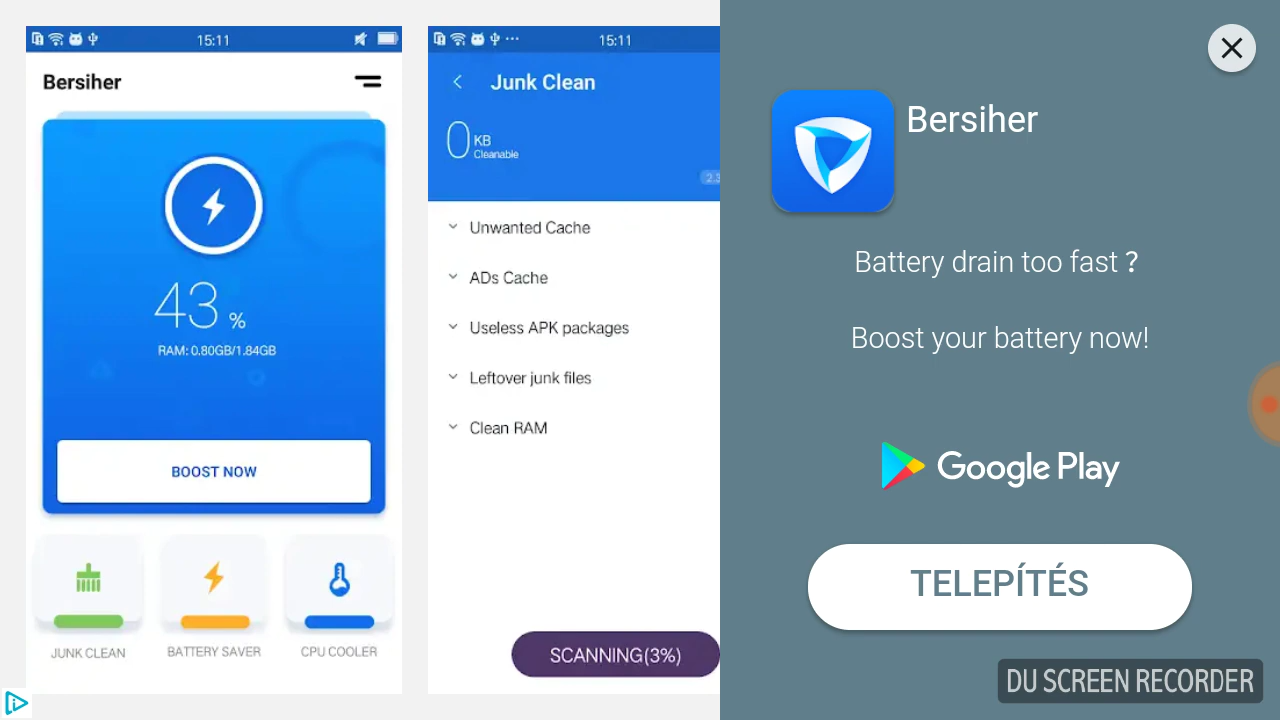 15:11
Bersiher
43 %
RAM: 0.80GB/1.84GB
BOOST NOW
JUNK CLEAN
BATTERY SAVER
CPU COOLER
15:11
Junk Clean
0 KB
Cleanable
Unwanted Cache
ADs Cache
Useless APK packages
Leftover junk files
Clean RAM
SCANNING(3%)
Bersiher
Battery drain too fast ?
Boost your battery now!
Google Play
TELEPÍTÉS
DU SCREEN RECORDER